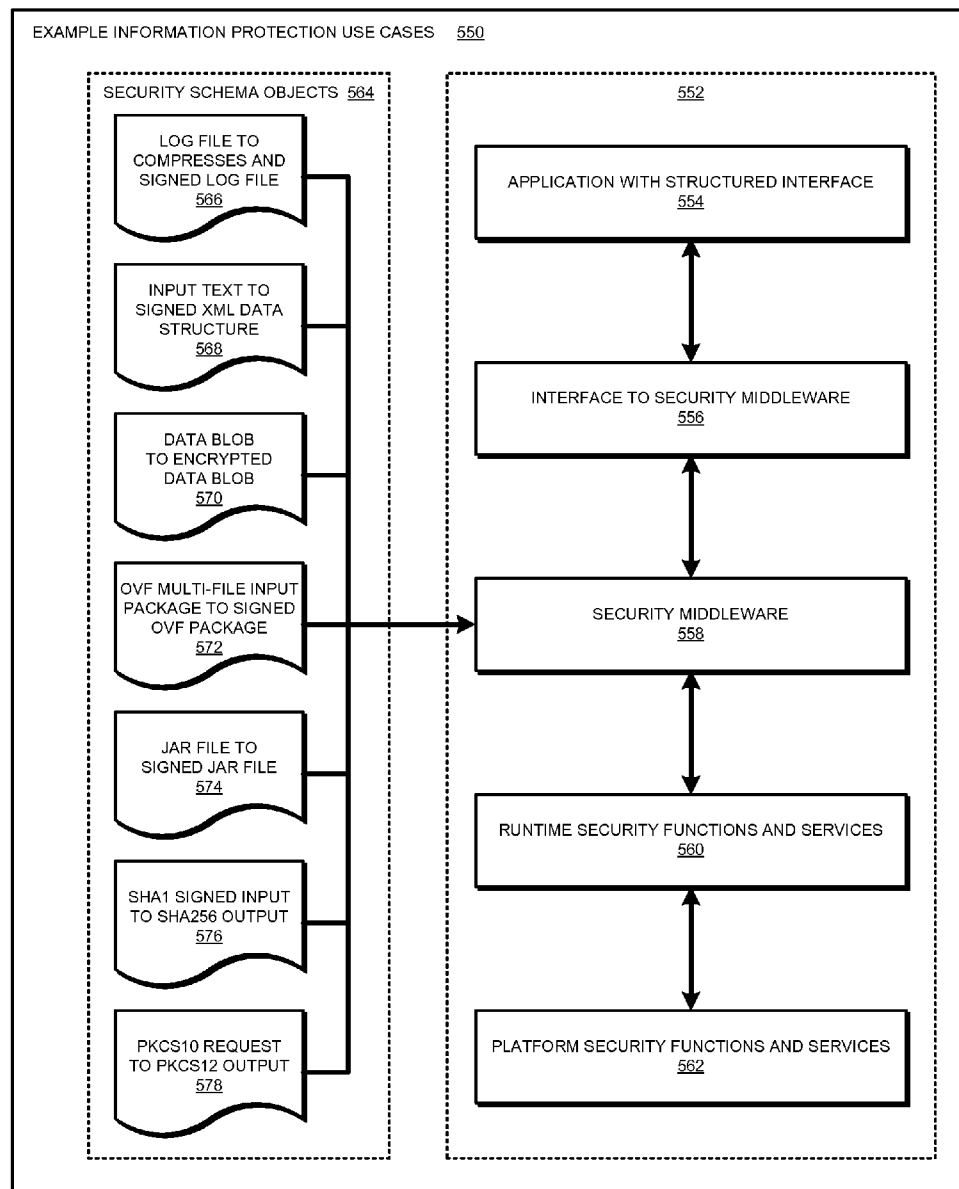 EXAMPLE INFORMATION PROTECTION USE CASES 550
SECURITY SCHEMA OBJECTS 564
LOG FILE TO
COMPRESSES AND
SIGNED LOG FILE
566
INPUT TEXT TO
SIGNED XML DATA
STRUCTURE
568
DATA BLOB
TO ENCRYPTED
DATA BLOB
570
OVF MULTI-FILE INPUT
PACKAGE TO SIGNED
OVF PACKAGE
572
JAR FILE TO
SIGNED JAR FILE
574
SHA1 SIGNED INPUT
TO SHA256 OUTPUT
576
PKCS10 REQUEST
TO PKCS12 OUTPUT
578
552
APPLICATION WITH STRUCTURED INTERFACE
554
INTERFACE TO SECURITY MIDDLEWARE
556
SECURITY MIDDLEWARE
558
RUNTIME SECURITY FUNCTIONS AND SERVICES
560
PLATFORM SECURITY FUNCTIONS AND SERVICES
562